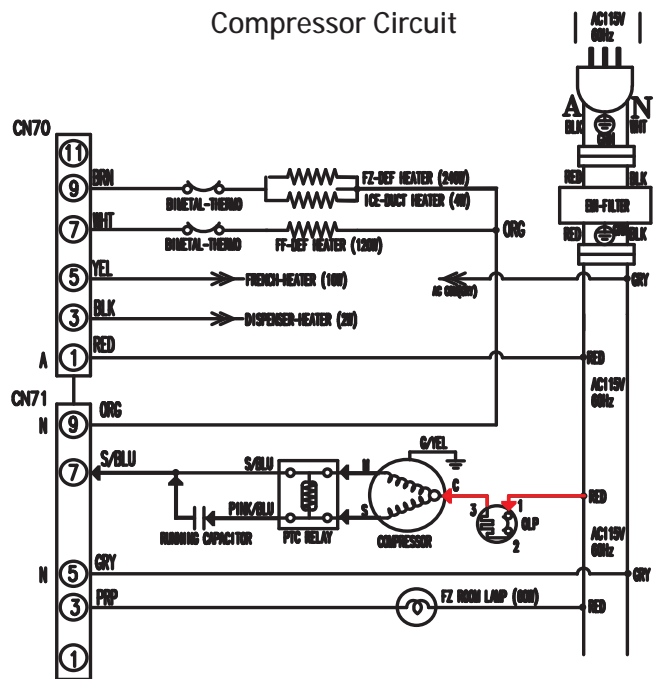 Compressor Circuit
AC115V
60Hz
A
N
BLK
GRN
WHT
CN70
11
9
BRN
BIMETAL-THERMO
FZ-DEF HEATER (240W)
ICE-DUCT HEATER (4W)
RED
BLK
EMI-FILTER
7
WHT
BIMETAL-THERMO
FF-DEF HEATER (120W)
ORG
RED
BLK
5
YEL
FRENCH-HEATER (10W)
GRY
3
BLK
DISPENSER-HEATER (2W)
A
1
RED
RED
AC115V
60Hz
CN71
N
9
ORG
7
S/BLU
S/BLU
M
G/YEL
C
RED
3
1
OLP
2
PINK/BLU
S
RUNNING CAPACITOR
PTC RELAY
COMPRESSOR
AC115V
60Hz
N
5
GRY
GRY
3
PRP
FZ ROOM LAMP (60W)
RED
1